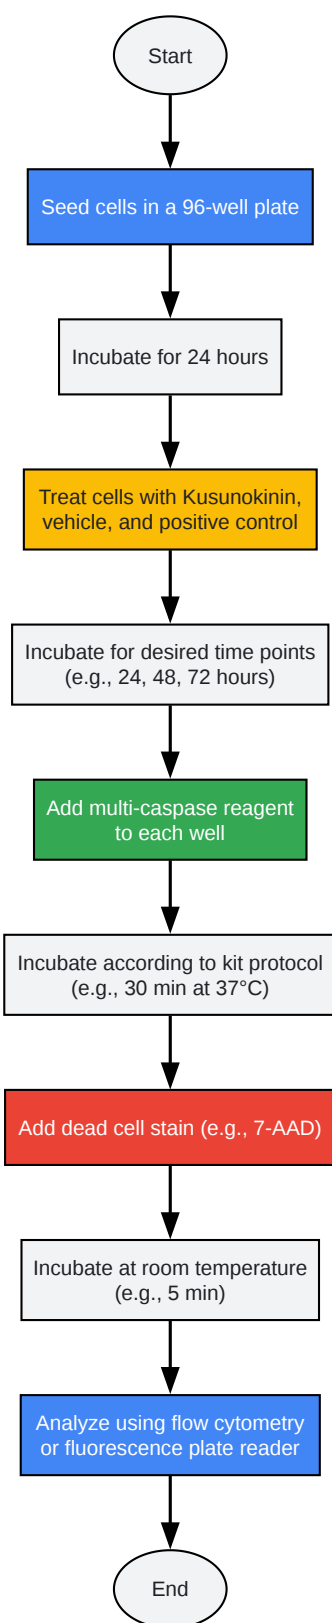 Start
Seed cells in a 96-well plate
Incubate for 24 hours
Treat cells with Kusunokinin,
vehicle, and positive control
Incubate for desired time points
(e.g., 24, 48, 72 hours)
Add multi-caspase reagent
to each well
Incubate according to kit protocol
(e.g., 30 min at 37°C)
Add dead cell stain (e.g., 7-AAD)
Incubate at room temperature
(e.g., 5 min)
Analyze using flow cytometry
or fluorescence plate reader
End